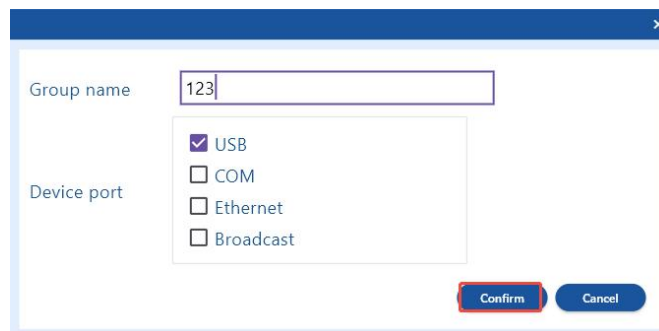 Group name
123
Device port
USB
COM
Ethernet
Broadcast
Confirm
Cancel